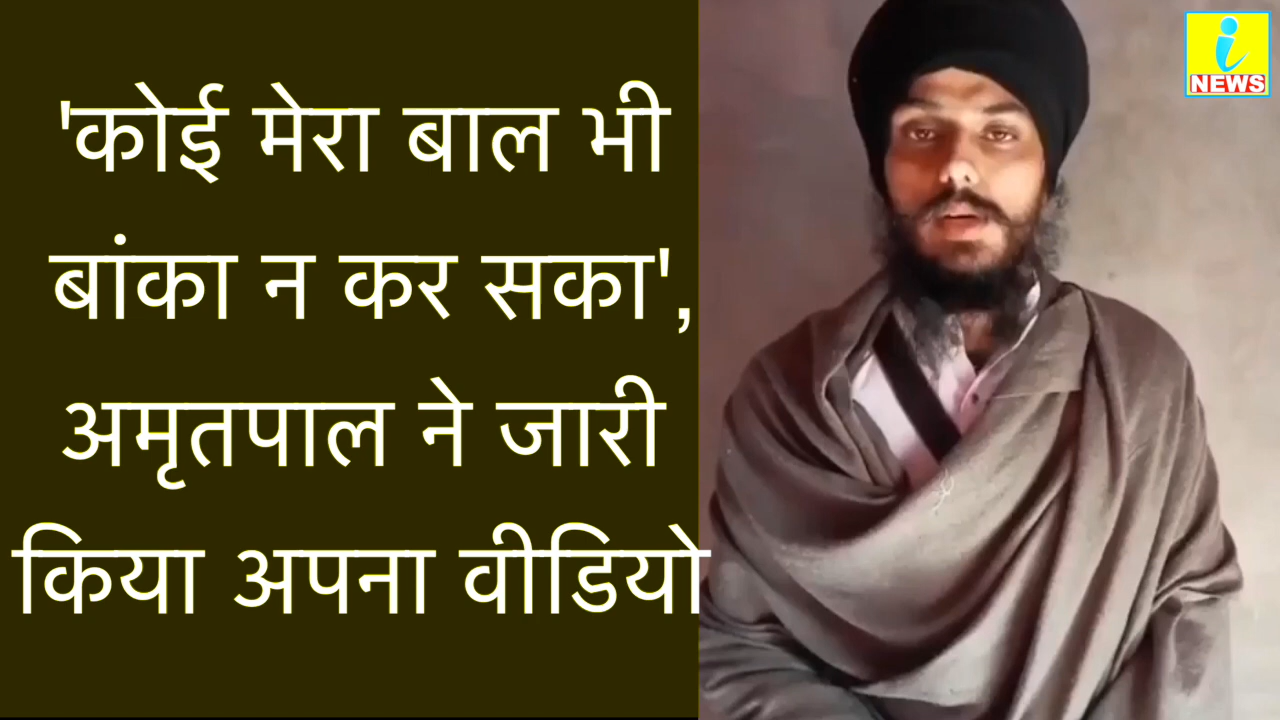 'कोई मेरा बाल भी
बांका न कर सका',
अमृतपाल ने जारी
किया अपना वीडियो
i
NEWS